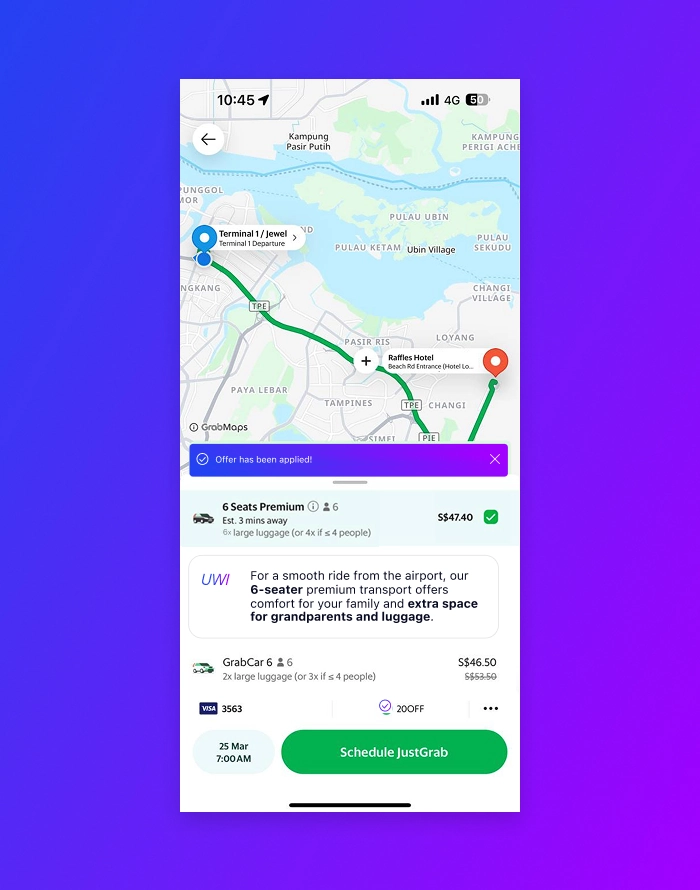 10:45
4G
50
Kampung
Pasir Putih
KAMPUNG
PERIGI ACHE
PUNGGOL
MOR
PULAU UBIN
Terminal 1 / Jewel
Terminal 1 Departure
ND
PULAU KETAM
Ubin Village
PULAU
SEKUDU
NGKANG
CHANGI
VILLAGE
TPE
LOYANG
PASIR RIS
Raffles Hotel
Beach Rd Entrance (Hotel Lo...
PAYA LEBAR
TAMPINES
TPE
CHANGI
GrabMaps
SIMEI
PIE
Offer has been applied!
6 Seats Premium 6
S$47.40
Est. 3 mins away
6x large luggage (or 4x if ≤ 4 people)
UWI
For a smooth ride from the airport, our
6-seater premium transport offers
comfort for your family and extra space
for grandparents and luggage.
GrabCar 6 6
S$46.50
2x large luggage (or 3x if ≤ 4 people)
S$53.50
VISA 3563
20OFF
25 Mar
7:00AM
Schedule JustGrab